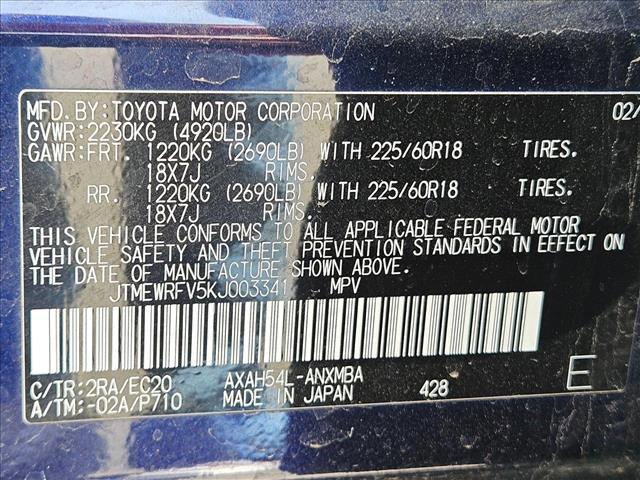 MFD. BY: TOYOTA MOTOR CORPORATION 02/
GVWR: 2230KG (4920LB)
GAWR: FRT. 1220KG (2690LB) WITH 225/60R18 TIRES.
18X7J RIMS.
RR. 1220KG (2690LB) WITH 225/60R18 TIRES.
18X7J RIMS.
THIS VEHICLE CONFORMS TO ALL APPLICABLE FEDERAL MOTOR
VEHICLE SAFETY AND THEFT PREVENTION STANDARDS IN EFFECT ON
THE DATE OF MANUFACTURE SHOWN ABOVE.
JTMEWRFV5KJ003341 MPV
C/TR: 2RA/EC20 AXAH54L-ANXMBA
A/TM: -02A/P710 MADE IN JAPAN 428 E